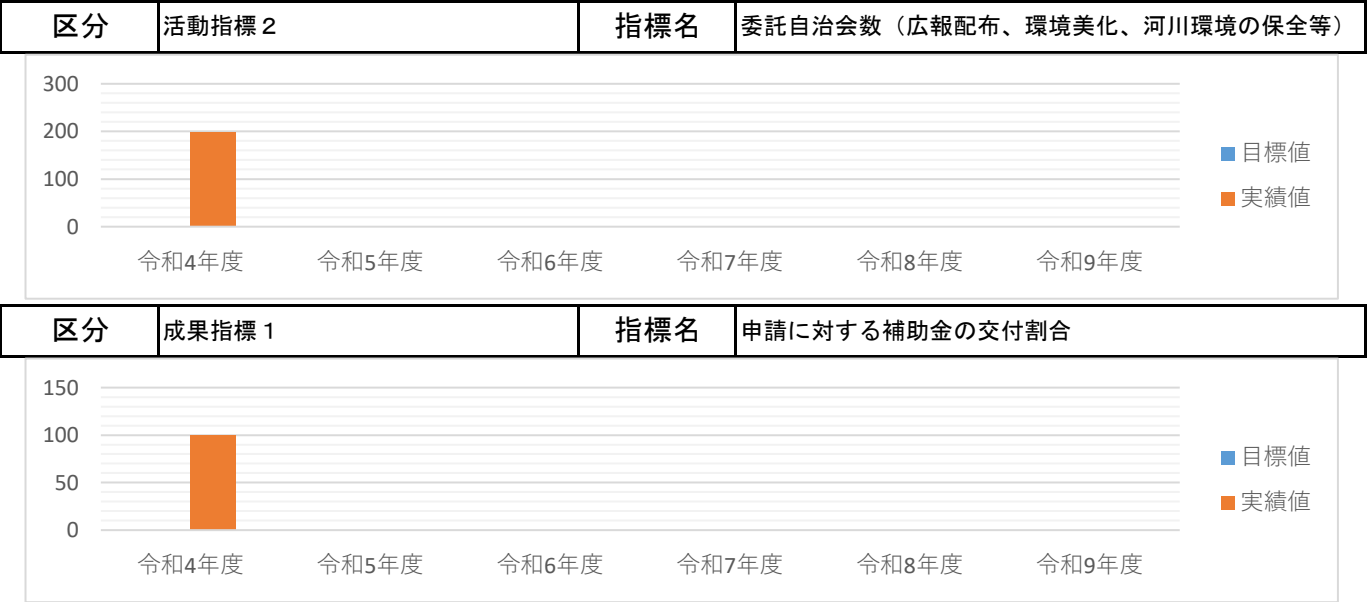 区分 活動指標２ 指標名 委託自治会数（広報配布、環境美化、河川環境の保全等）
300
200
100
0
目標値
実績値
令和4年度 令和5年度 令和6年度 令和7年度 令和8年度 令和9年度
区分 成果指標１ 指標名 申請に対する補助金の交付割合
150
100
50
0
目標値
実績値
令和4年度 令和5年度 令和6年度 令和7年度 令和8年度 令和9年度